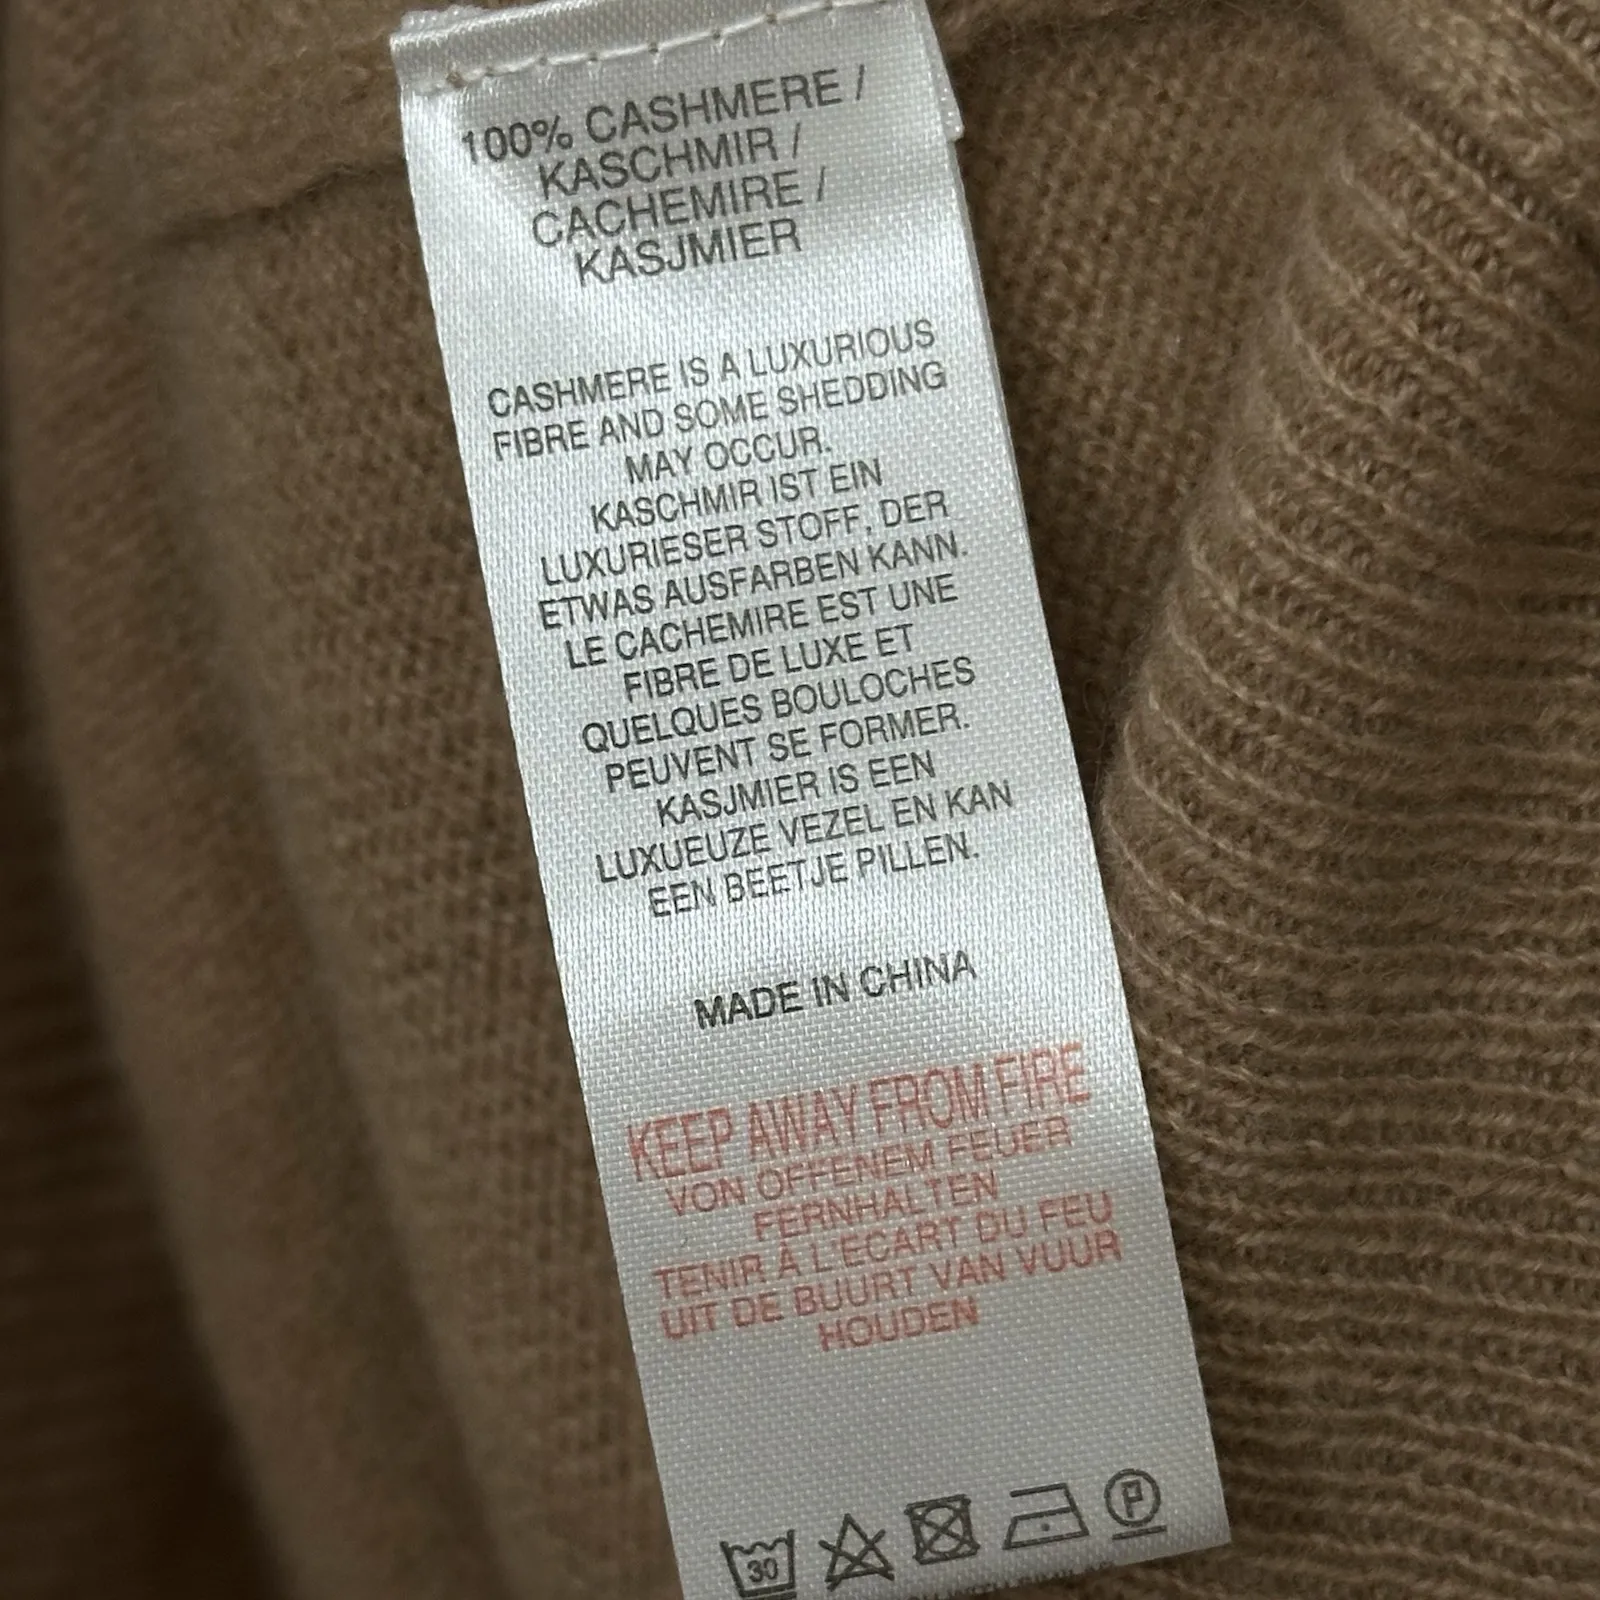 100% CASHMERE /
KASCHMIR /
CACHEMIRE /
KASJMIER
CASHMERE IS A LUXURIOUS
FIBRE AND SOME SHEDDING
MAY OCCUR.
KASCHMIR IST EIN
LUXURIESER STOFF, DER
ETWAS AUSFARBEN KANN.
LE CACHEMIRE EST UNE
FIBRE DE LUXE ET
QUELQUES BOULOCHES
PEUVENT SE FORMER.
KASJMIER IS EEN
LUXUEUZE VEZEL EN KAN
EEN BEETJE PILLEN.
MADE IN CHINA
KEEP AWAY FROM FIRE
VON OFFENEM FEUER
FERNHALTEN
TENIR À L'ECART DU FEU
UIT DE BUURT VAN VUUR
HOUDEN
30 P